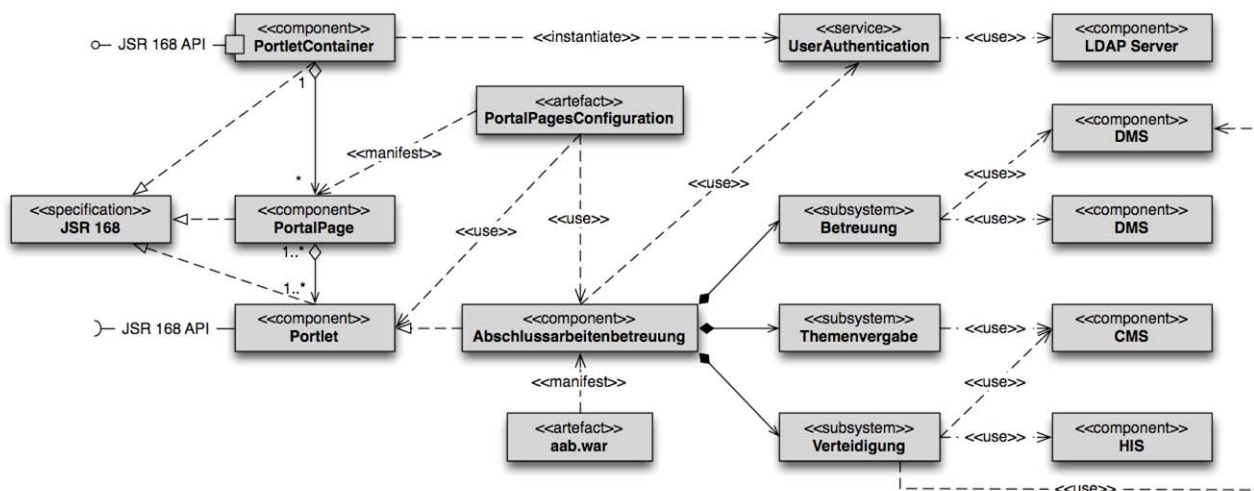 <<component>>
PortletContainer
JSR 168 API
<<instantiate>>
<<service>>
UserAuthentication
<<use>>
<<component>>
LDAP Server
1
*
<<artefact>>
PortalPagesConfiguration
<<manifest>>
<<component>>
DMS
<<use>>
<<use>>
<<specification>>
JSR 168
<<component>>
PortalPage
<<use>>
<<use>>
<<subsystem>>
Betreuung
<<use>>
<<component>>
DMS
1..*
1..*
JSR 168 API
<<component>>
Portlet
<<component>>
Abschlussarbeitenbetreuung
<<subsystem>>
Themenvergabe
<<use>>
<<component>>
CMS
<<manifest>>
<<use>>
<<artefact>>
aab.war
<<subsystem>>
Verteidigung
<<use>>
<<component>>
HIS
<<use>>